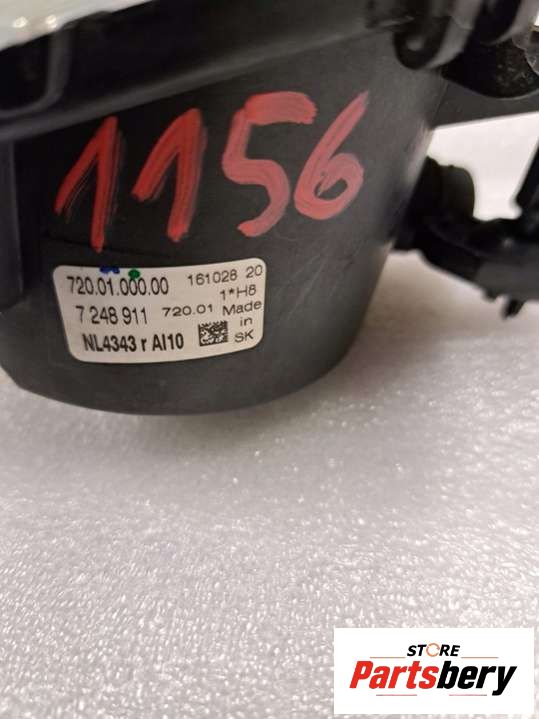 1156
720.01.000.00 161028 20
1*H8
7 248 911 720.01 Made
in
NL4343 r AI10 SK
STORE
Partsbery